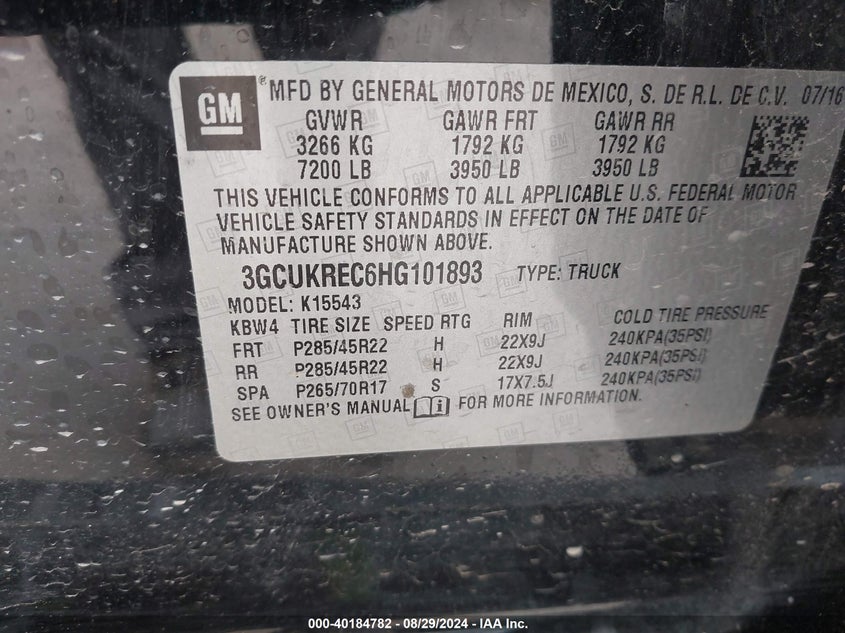 GM
® MFD BY GENERAL MOTORS DE MEXICO, S. DE R.L. DE C.V. 07/16
GVWR GAWR FRT GAWR RR
3266 KG 1792 KG 1792 KG
7200 LB 3950 LB 3950 LB
THIS VEHICLE CONFORMS TO ALL APPLICABLE U.S. FEDERAL MOTOR
VEHICLE SAFETY STANDARDS IN EFFECT ON THE DATE OF
MANUFACTURE SHOWN ABOVE.
3GCUKREC6HG101893 TYPE: TRUCK
MODEL: K15543
KBW4 TIRE SIZE SPEED RTG RIM COLD TIRE PRESSURE
FRT P285/45R22 H 22X9J 240KPA(35PSI)
RR P285/45R22 H 22X9J 240KPA(35PSI)
SPA P265/70R17 S 17X7.5J 240KPA(35PSI)
SEE OWNER'S MANUAL i FOR MORE INFORMATION.
000-40184782 - 08/29/2024 - IAA Inc.